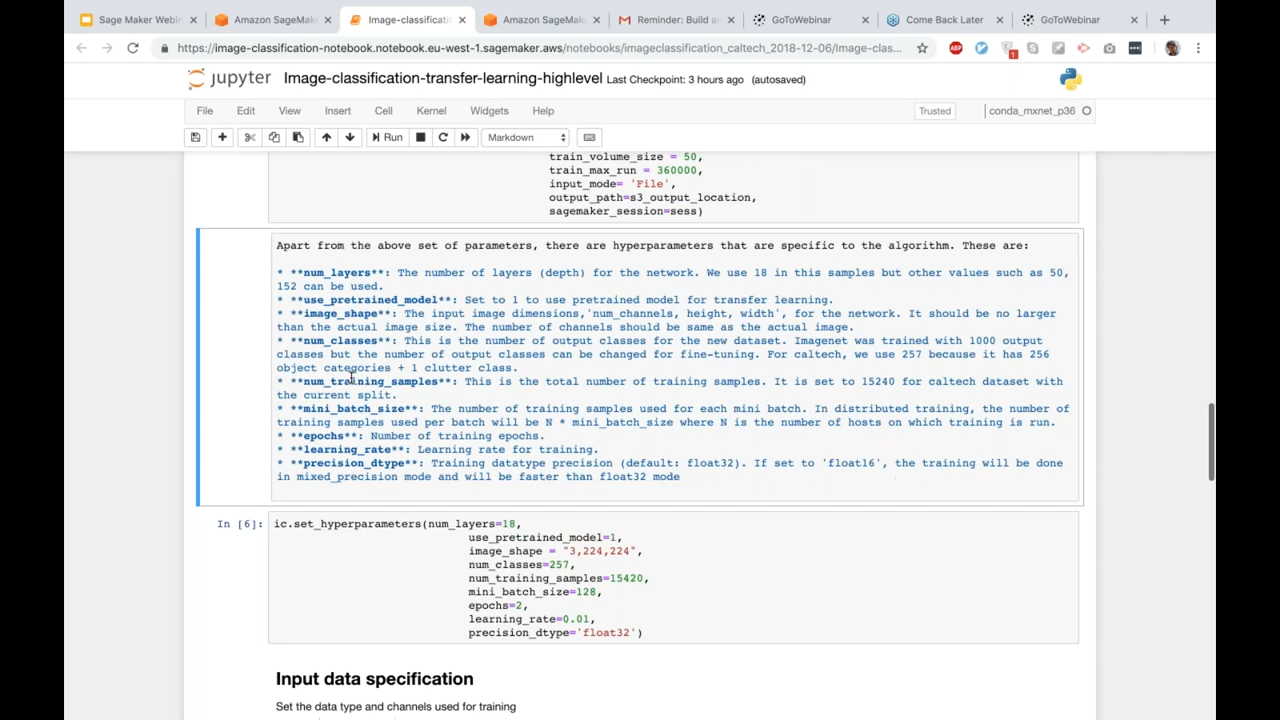 Sage Maker Webin
Amazon SageMak
Image-classificatio
Amazon SageMak
Reminder: Build an
GoToWebinar
Come Back Later
GoToWebinar
https://image-classification-notebook.notebook.eu-west-1.sagemaker.aws/notebooks/imageclassification_caltech_2018-12-06/Image-clas...
ABP
1
jupyter Image-classification-transfer-learning-highlevel Last Checkpoint: 3 hours ago (autosaved)
File Edit View Insert Cell Kernel Widgets Help Trusted conda_mxnet_p36
Run Markdown
train_volume_size = 50,
train_max_run = 360000,
input_mode= 'File',
output_path=s3_output_location,
sagemaker_session=sess)
Apart from the above set of parameters, there are hyperparameters that are specific to the algorithm. These are:
* **num_layers**: The number of layers (depth) for the network. We use 18 in this samples but other values such as 50,
152 can be used.
* **use_pretrained_model**: Set to 1 to use pretrained model for transfer learning.
* **image_shape**: The input image dimensions,'num_channels, height, width', for the network. It should be no larger
than the actual image size. The number of channels should be same as the actual image.
* **num_classes**: This is the number of output classes for the new dataset. Imagenet was trained with 1000 output
classes but the number of output classes can be changed for fine-tuning. For caltech, we use 257 because it has 256
object categories + 1 clutter class.
* **num_training_samples**: This is the total number of training samples. It is set to 15240 for caltech dataset with
the current split.
* **mini_batch_size**: The number of training samples used for each mini batch. In distributed training, the number of
training samples used per batch will be N * mini_batch_size where N is the number of hosts on which training is run.
* **epochs**: Number of training epochs.
* **learning_rate**: Learning rate for training.
* **precision_dtype**: Training datatype precision (default: float32). If set to 'float16', the training will be done
in mixed_precision mode and will be faster than float32 mode
In [6]: ic.set_hyperparameters(num_layers=18,
use_pretrained_model=1,
image_shape = "3,224,224",
num_classes=257,
num_training_samples=15420,
mini_batch_size=128,
epochs=2,
learning_rate=0.01,
precision_dtype='float32')
Input data specification
Set the data type and channels used for training